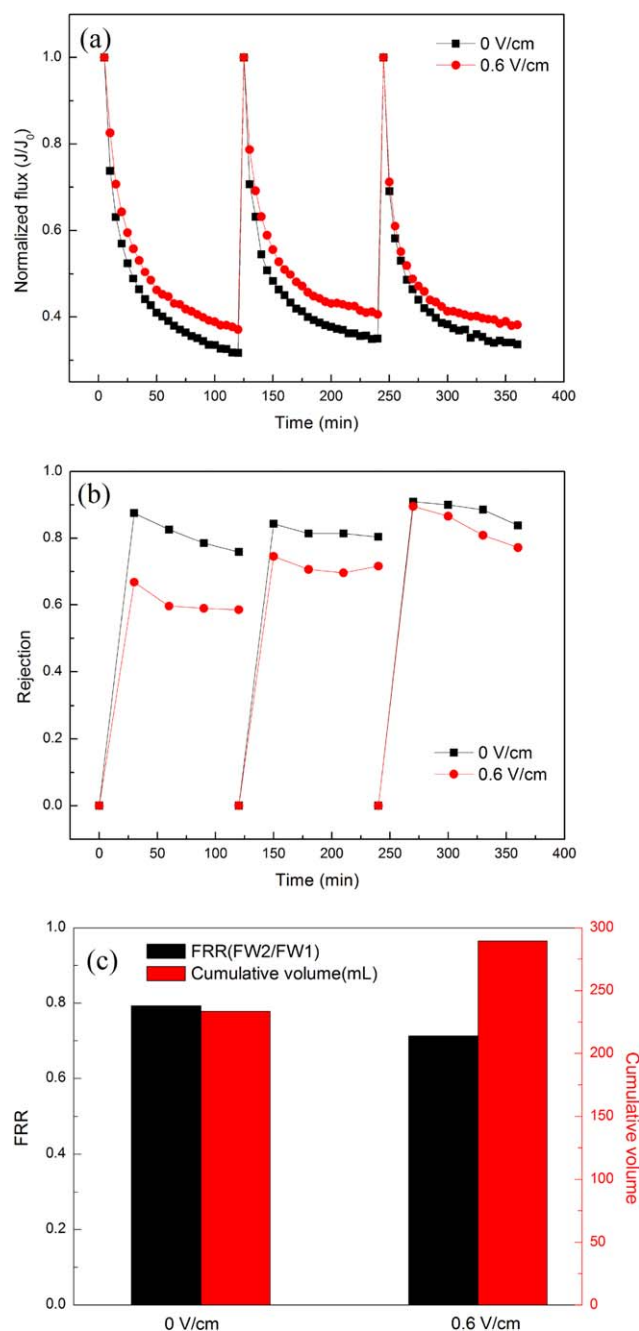 (a)
0 V/cm
0.6 V/cm
Normalized flux (J/J₀)
1.0
0.8
0.6
0.4
0 50 100 150 200 250 300 350 400
Time (min)
(b)
1.0
0.8
0.6
0.4
0.2
0.0
Rejection
0 V/cm
0.6 V/cm
0 50 100 150 200 250 300 350 400
Time (min)
(c)
FRR(FW2/FW1)
Cumulative volume(mL)
1.0
0.8
0.6
0.4
0.2
0.0
FRR
300
250
200
150
100
50
0
Cumulative volume
0 V/cm 0.6 V/cm